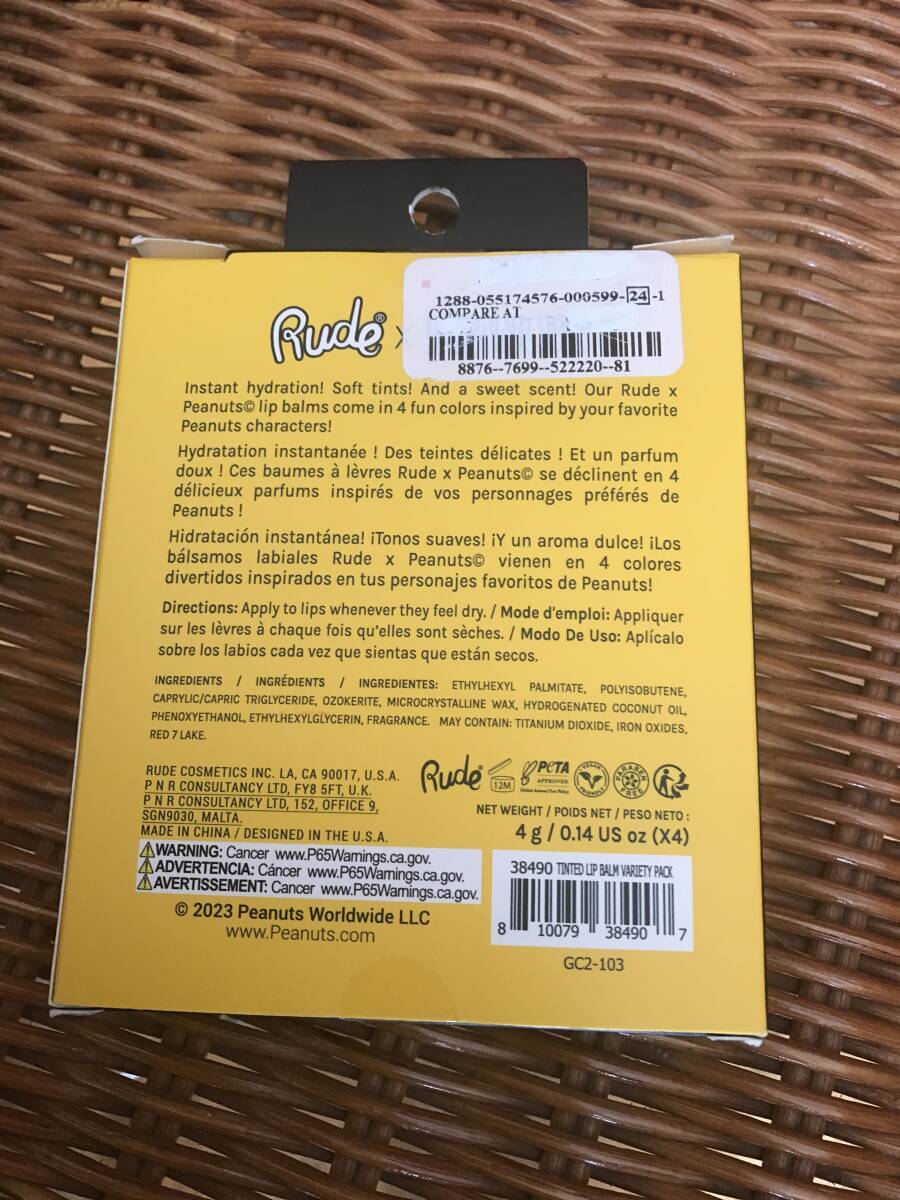 1288-055174576-000599-24-1
COMPARE AT
8876--7699--522220--81
Rude® x
Instant hydration! Soft tints! And a sweet scent! Our Rude x
Peanuts© lip balms come in 4 fun colors inspired by your favorite
Peanuts characters!
Hydratation instantanée ! Des teintes délicates ! Et un parfum
doux ! Ces baumes à lèvres Rude x Peanuts© se déclinent en 4
délicieux parfums inspirés de vos personnages préférés de
Peanuts !
Hidratación instantánea! ¡Tonos suaves! ¡Y un aroma dulce! ¡Los
bálsamos labiales Rude x Peanuts© vienen en 4 colores
divertidos inspirados en tus personajes favoritos de Peanuts!
Directions: Apply to lips whenever they feel dry. / Mode d'emploi: Appliquer
sur les lèvres à chaque fois qu'elles sont sèches. / Modo De Uso: Aplícalo
sobre los labios cada vez que sientas que están secos.
INGREDIENTS / INGRÉDIENTS / INGREDIENTES: ETHYLHEXYL PALMITATE, POLYISOBUTENE,
CAPRYLIC/CAPRIC TRIGLYCERIDE, OZOKERITE, MICROCRYSTALLINE WAX, HYDROGENATED COCONUT OIL,
PHENOXYETHANOL, ETHYLHEXYLGLYCERIN, FRAGRANCE. MAY CONTAIN: TITANIUM DIOXIDE, IRON OXIDES,
RED 7 LAKE.
RUDE COSMETICS INC. LA, CA 90017, U.S.A.
P N R CONSULTANCY LTD, FY8 5FT, U.K.
P N R CONSULTANCY LTD, 152, OFFICE 9,
SGN9030, MALTA.
MADE IN CHINA / DESIGNED IN THE U.S.A.
Rude® 12M PETA APPROVED VEGAN FRIENDLY PARABEN FREE
NET WEIGHT / POIDS NET / PESO NETO :
4 g / 0.14 US oz (X4)
WARNING: Cancer www.P65Warnings.ca.gov.
ADVERTENCIA: Cáncer www.P65Warnings.ca.gov.
AVERTISSEMENT: Cancer www.P65Warnings.ca.gov.
© 2023 Peanuts Worldwide LLC
www.Peanuts.com
38490 TINTED LIP BALM VARIETY PACK
8 10079 38490 7
GC2-103